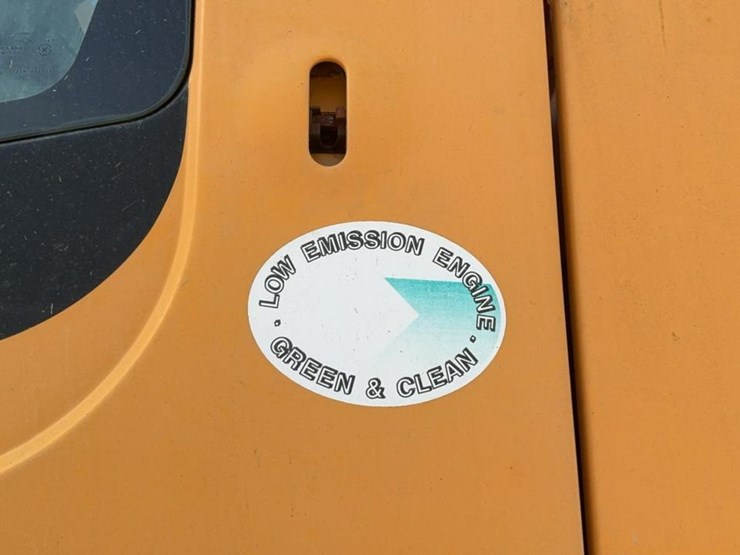 LOW EMISSION ENGINE
· GREEN & CLEAN ·